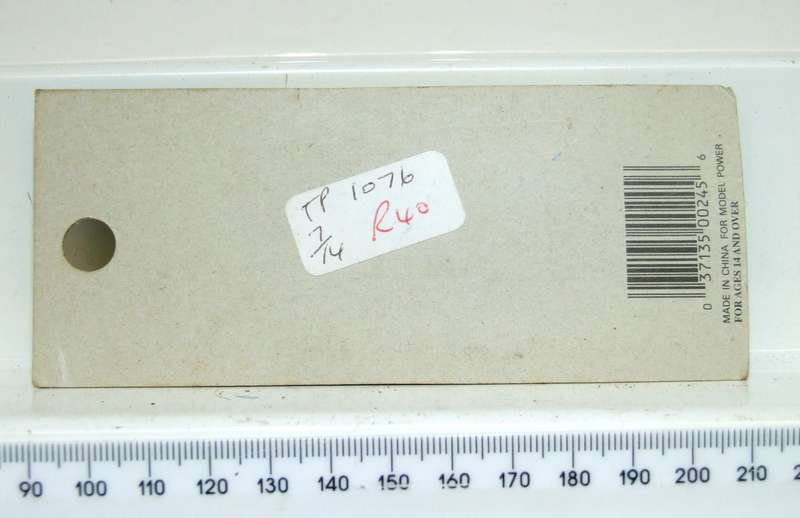 TP 1076
7/14 R40
0 37135 00245 6
MADE IN CHINA FOR MODEL POWER
FOR AGES 14 AND OVER
90 100 110 120 130 140 150 160 170 180 190 200 210